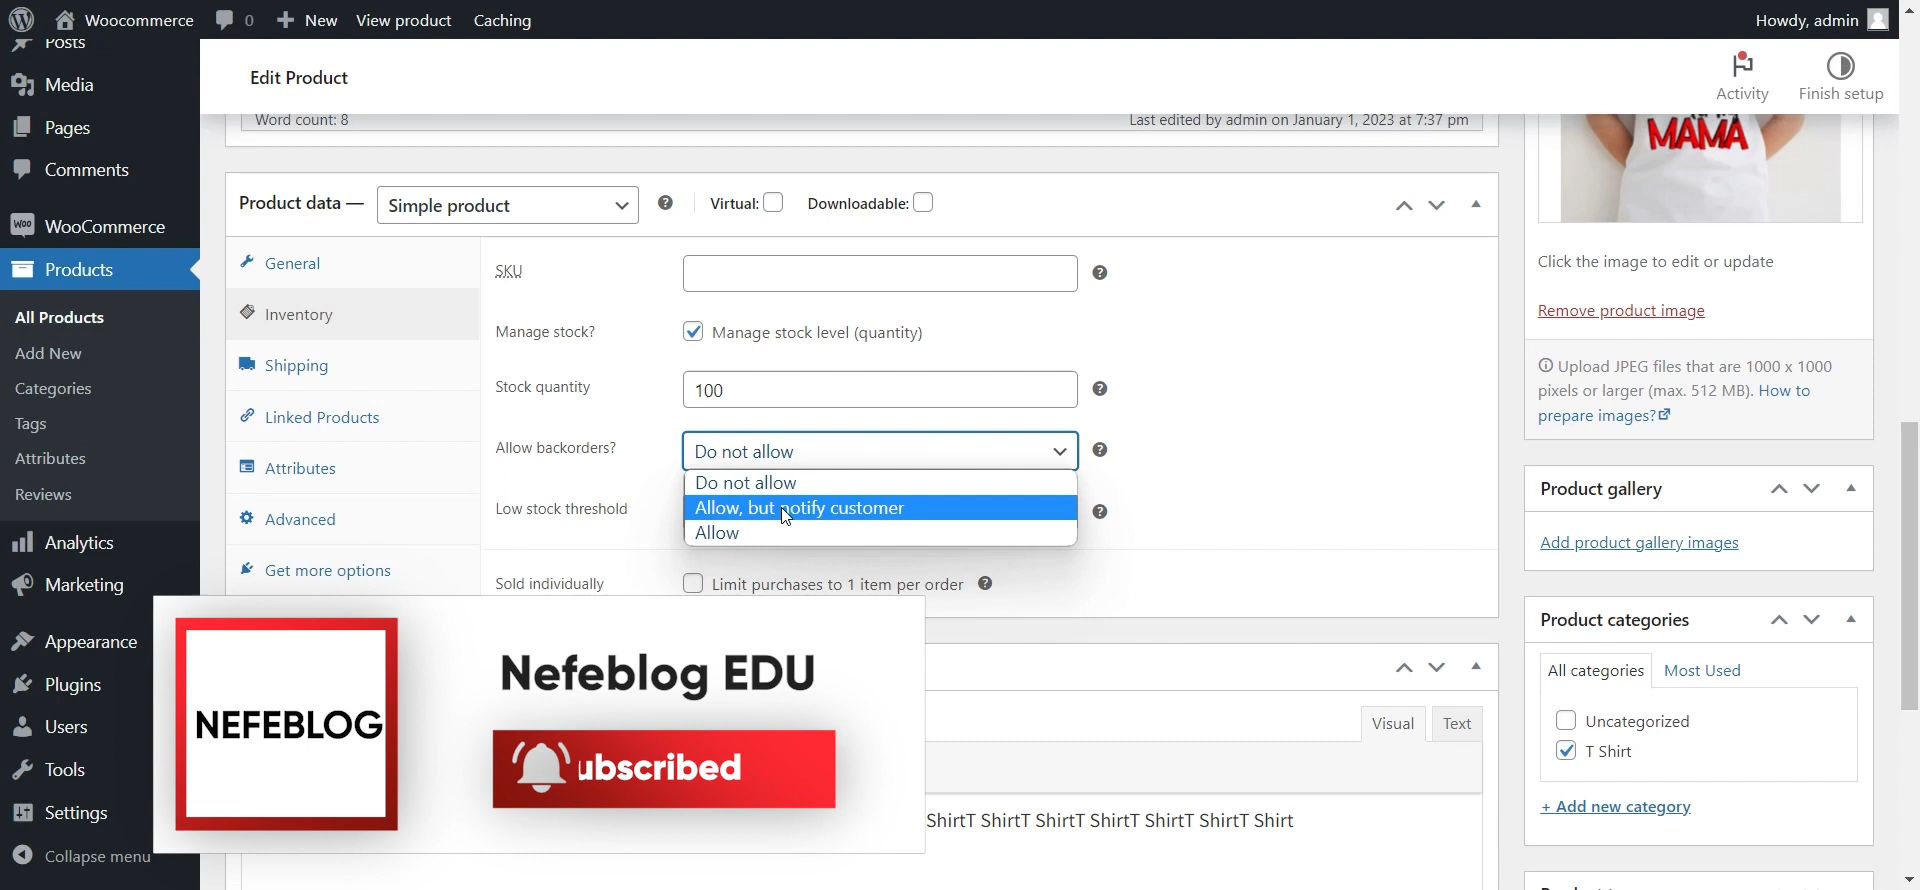 Woocommerce
0
New
View product
Caching
Howdy, admin
Posts
Media
Pages
Comments
Woo WooCommerce
Products
All Products
Add New
Categories
Tags
Attributes
Reviews
Analytics
Marketing
Appearance
Plugins
Users
Tools
Settings
Collapse menu
Edit Product
Activity
Finish setup
Word count: 8
Last edited by admin on January 1, 2023 at 7:37 pm
Product data —
Simple product
Virtual:
Downloadable:
General
Inventory
Shipping
Linked Products
Attributes
Advanced
Get more options
SKU
Manage stock?
Manage stock level (quantity)
Stock quantity
100
Allow backorders?
Do not allow
Do not allow
Allow, but notify customer
Allow
Low stock threshold
Sold individually
Limit purchases to 1 item per order
NEFEBLOG
Nefeblog EDU
ubscribed
Visual
Text
ShirtT ShirtT ShirtT ShirtT ShirtT ShirtT Shirt
MAMA
Click the image to edit or update
Remove product image
Upload JPEG files that are 1000 x 1000
pixels or larger (max. 512 MB). How to
prepare images?
Product gallery
Add product gallery images
Product categories
All categories
Most Used
Uncategorized
T Shirt
+ Add new category